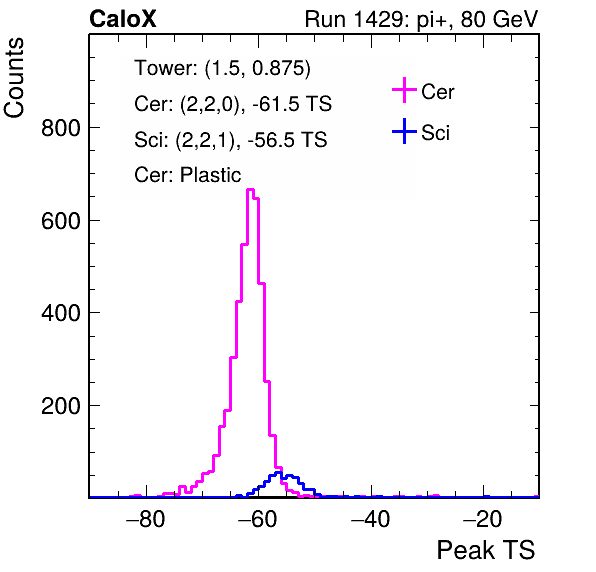 CaloX Run 1429: pi+, 80 GeV
Counts
Tower: (1.5, 0.875)
Cer: (2,2,0), -61.5 TS
Sci: (2,2,1), -56.5 TS
Cer: Plastic
Cer
Sci
800
600
400
200
−80 −60 −40 −20
Peak TS